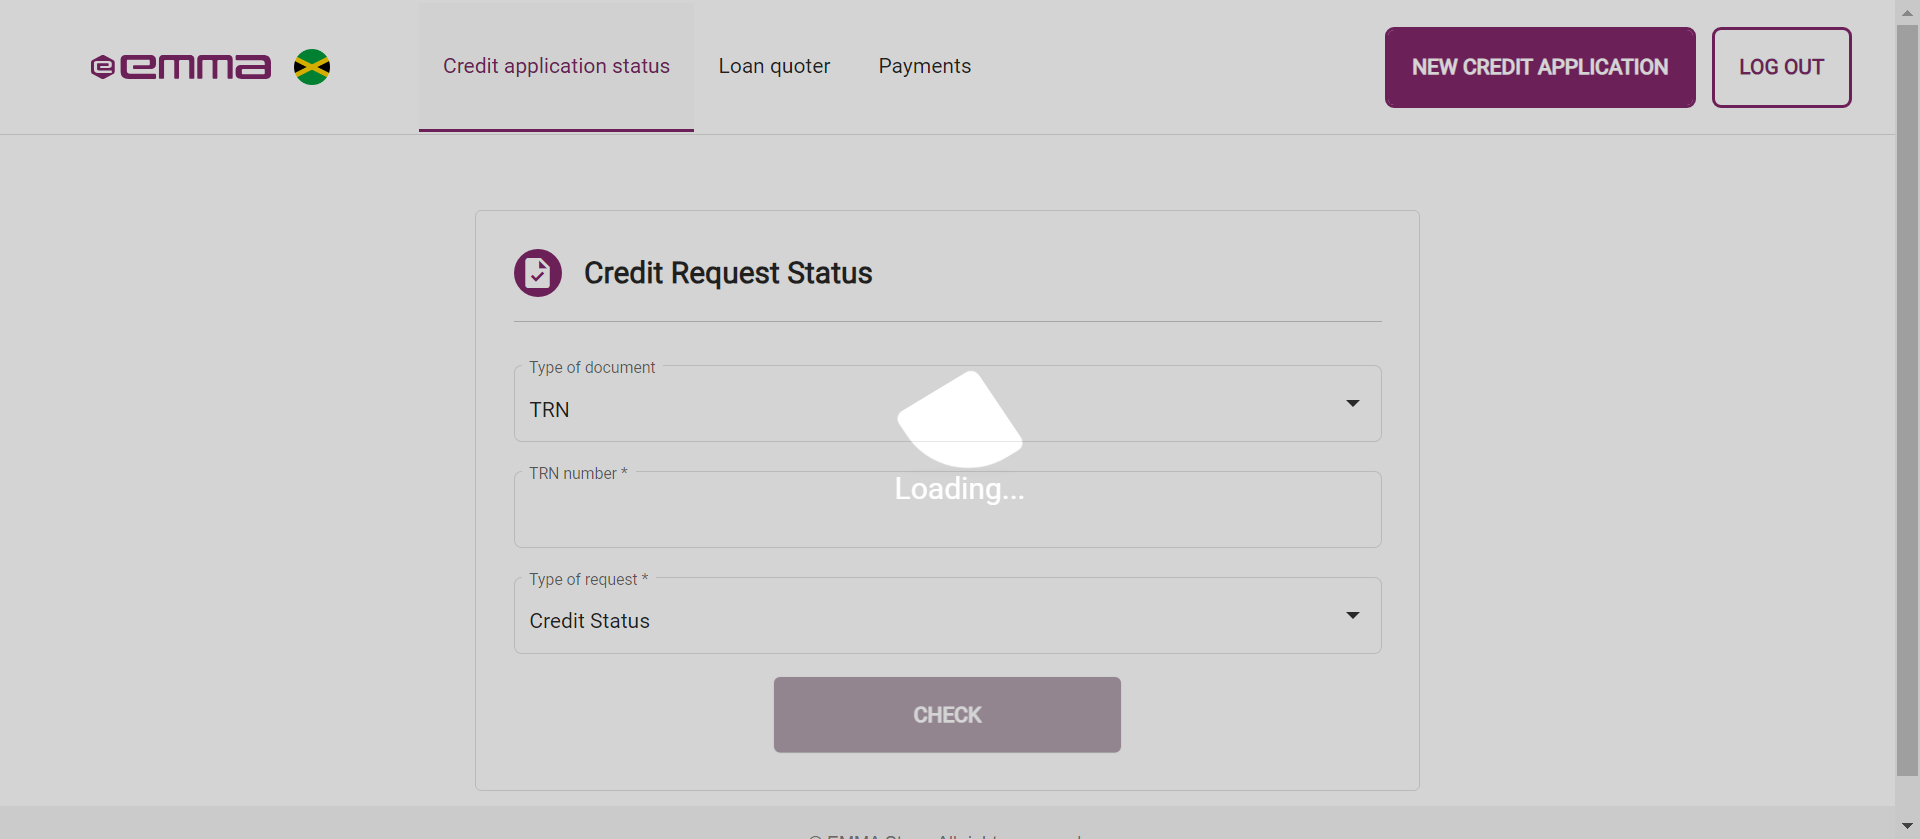 emma
Credit application status
Loan quoter
Payments
NEW CREDIT APPLICATION
LOG OUT
Credit Request Status
Type of document
TRN
Loading...
TRN number *
Type of request *
Credit Status
CHECK